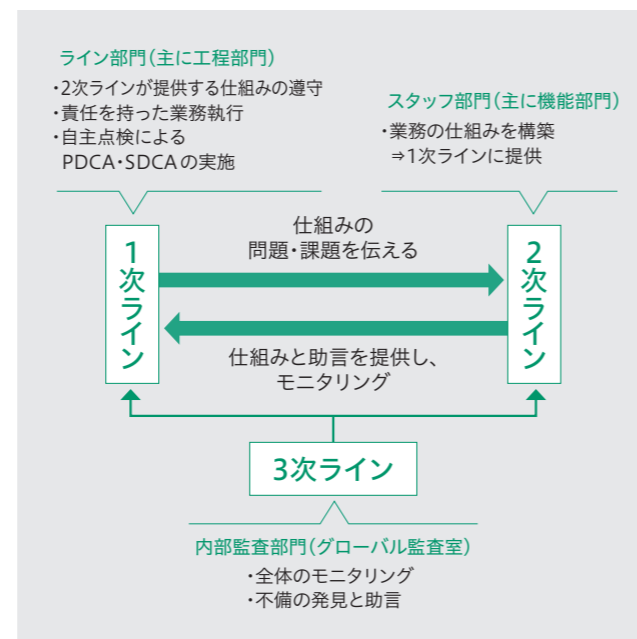 ライン部門(主に工程部門)
・2次ラインが提供する仕組みの遵守
・責任を持った業務執行
・自主点検による
PDCA・SDCAの実施
スタッフ部門(主に機能部門)
・業務の仕組みを構築
⇒1次ラインに提供
1次ライン
仕組みの
問題・課題を伝える
仕組みと助言を提供し、
モニタリング
2次ライン
3次ライン
内部監査部門(グローバル監査室)
・全体のモニタリング
・不備の発見と助言